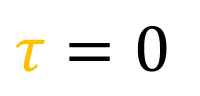 τ = 0